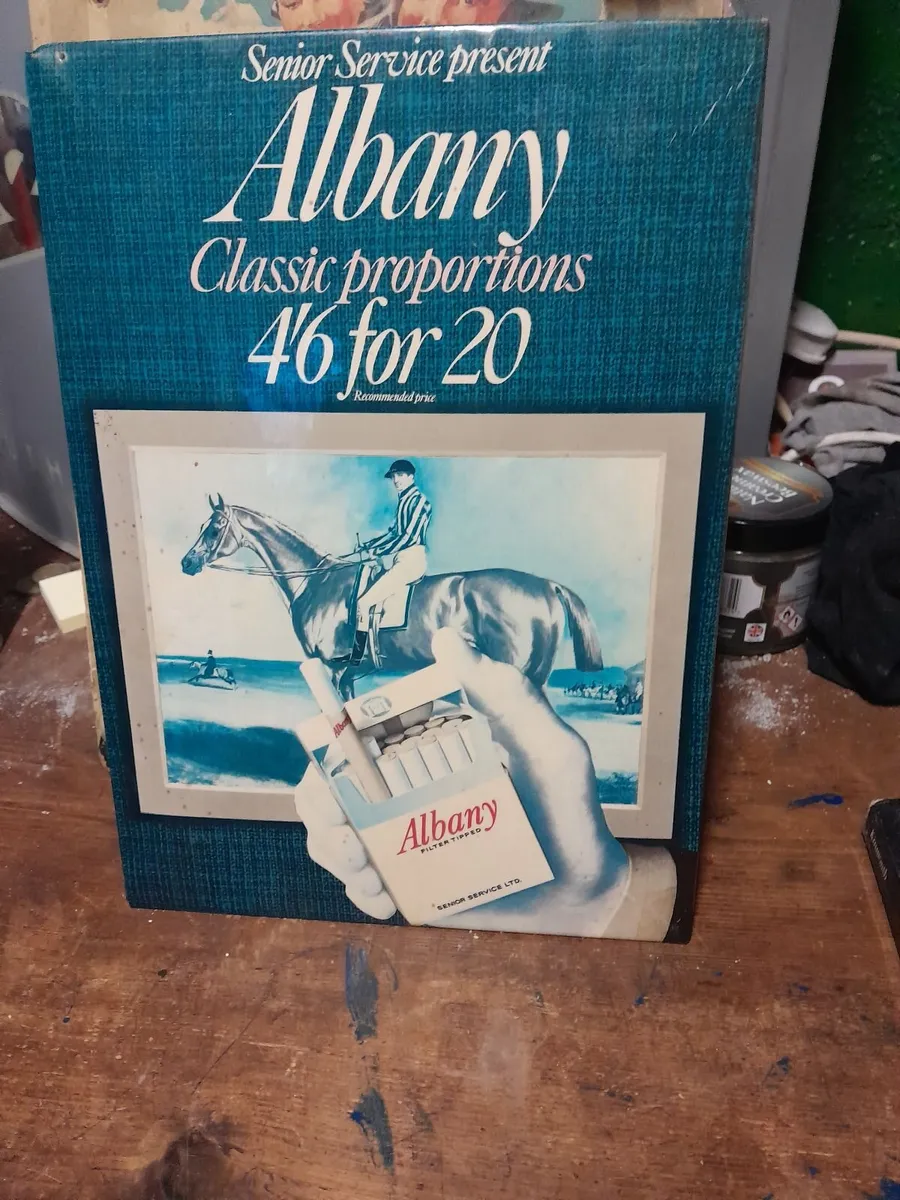 Senior Service present
Albany
Classic proportions
4'6 for 20
Recommended price
Albany
FILTER TIPPED
SENIOR SERVICE LTD.